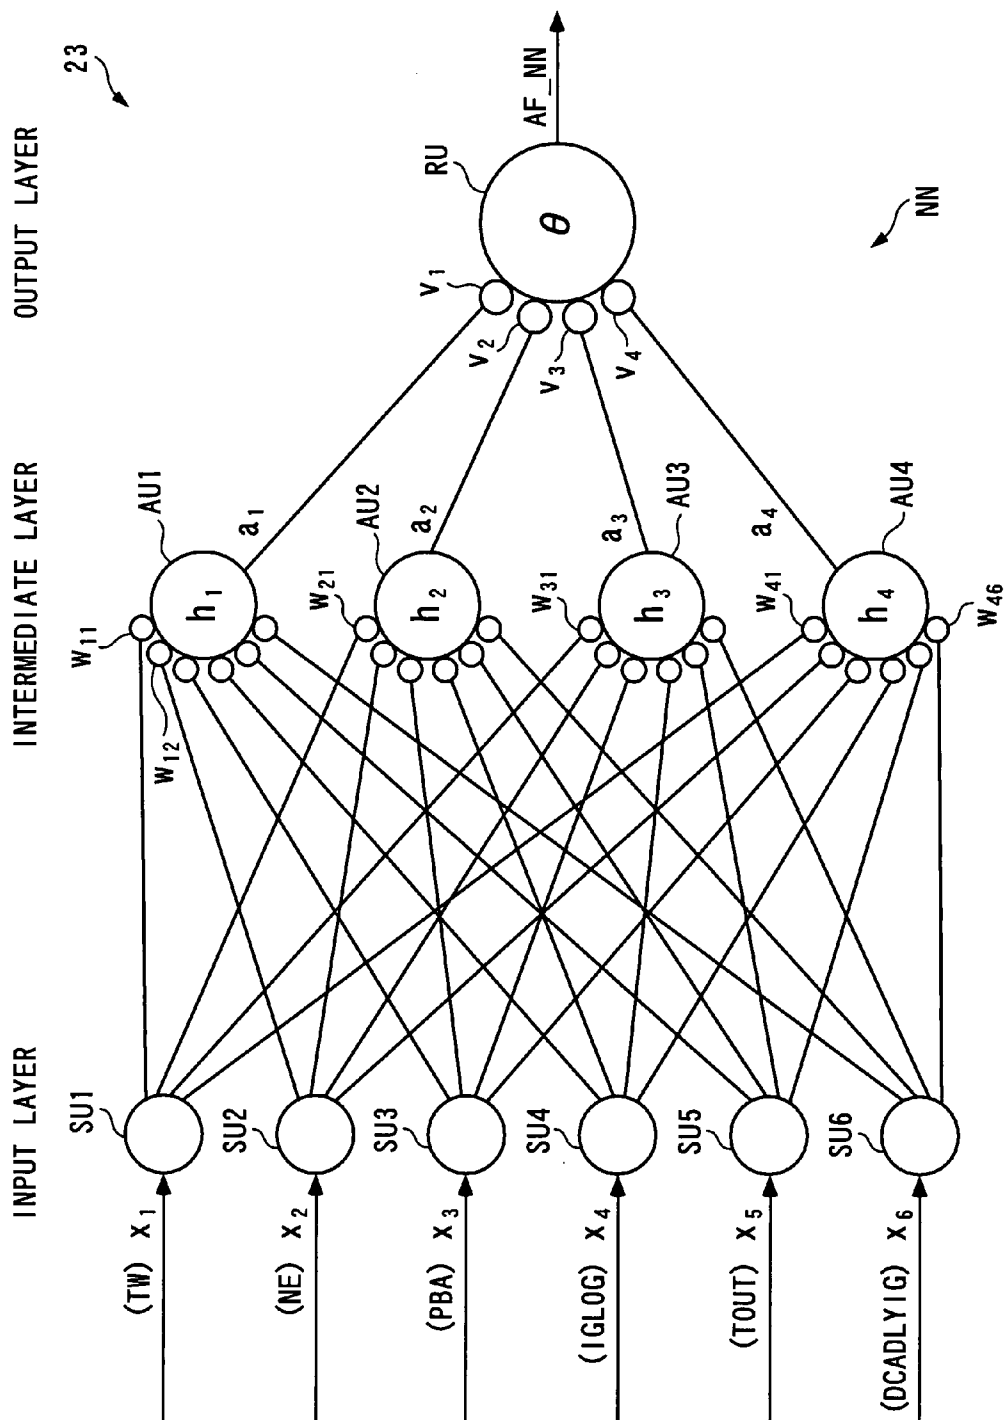 23
INPUT LAYER
INTERMEDIATE LAYER
OUTPUT LAYER
(TW) x1
(NE) x2
(PBA) x3
(IGLOG) x4
(TOUT) x5
(DCADLYIG) x6
SU1
SU2
SU3
SU4
SU5
SU6
W11
W12
W21
W31
W41
W46
AU1
AU2
AU3
AU4
h1
h2
h3
h4
a1
a2
a3
a4
V1
V2
V3
V4
RU
θ
AF_NN
NN